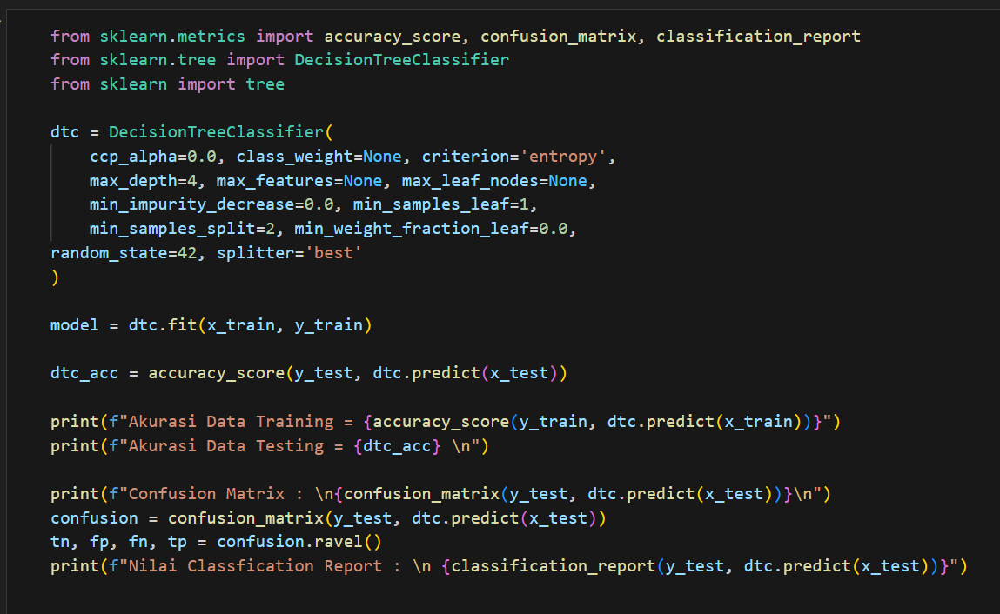 from sklearn.metrics import accuracy_score, confusion_matrix, classification_report
from sklearn.tree import DecisionTreeClassifier
from sklearn import tree

dtc = DecisionTreeClassifier(
    ccp_alpha=0.0, class_weight=None, criterion='entropy',
    max_depth=4, max_features=None, max_leaf_nodes=None,
    min_impurity_decrease=0.0, min_samples_leaf=1,
    min_samples_split=2, min_weight_fraction_leaf=0.0,
random_state=42, splitter='best'
)

model = dtc.fit(x_train, y_train)

dtc_acc = accuracy_score(y_test, dtc.predict(x_test))

print(f"Akurasi Data Training = {accuracy_score(y_train, dtc.predict(x_train))}")
print(f"Akurasi Data Testing = {dtc_acc} \n")

print(f"Confusion Matrix : \n{confusion_matrix(y_test, dtc.predict(x_test))}\n")
confusion = confusion_matrix(y_test, dtc.predict(x_test))
tn, fp, fn, tp = confusion.ravel()
print(f"Nilai Classfication Report : \n {classification_report(y_test, dtc.predict(x_test))}")